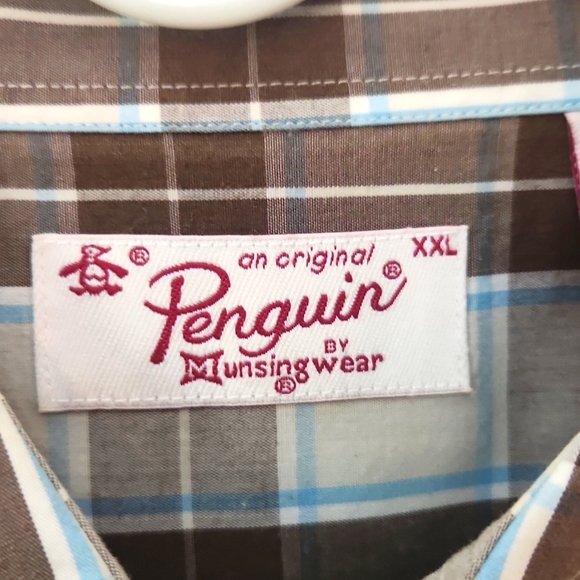 an original XXL
Penguin®
BY
Munsingwear®
®